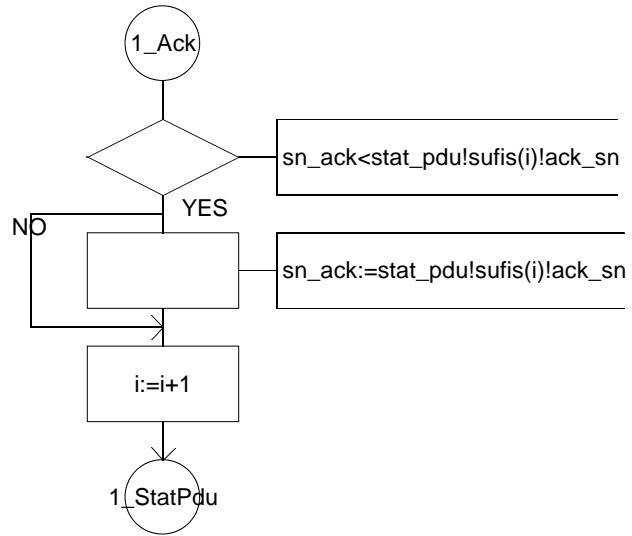 1_Ack
sn_ack<stat_pdu!sufis(i)!ack_sn
YES
NO
sn_ack:=stat_pdu!sufis(i)!ack_sn
i:=i+1
1_StatPdu